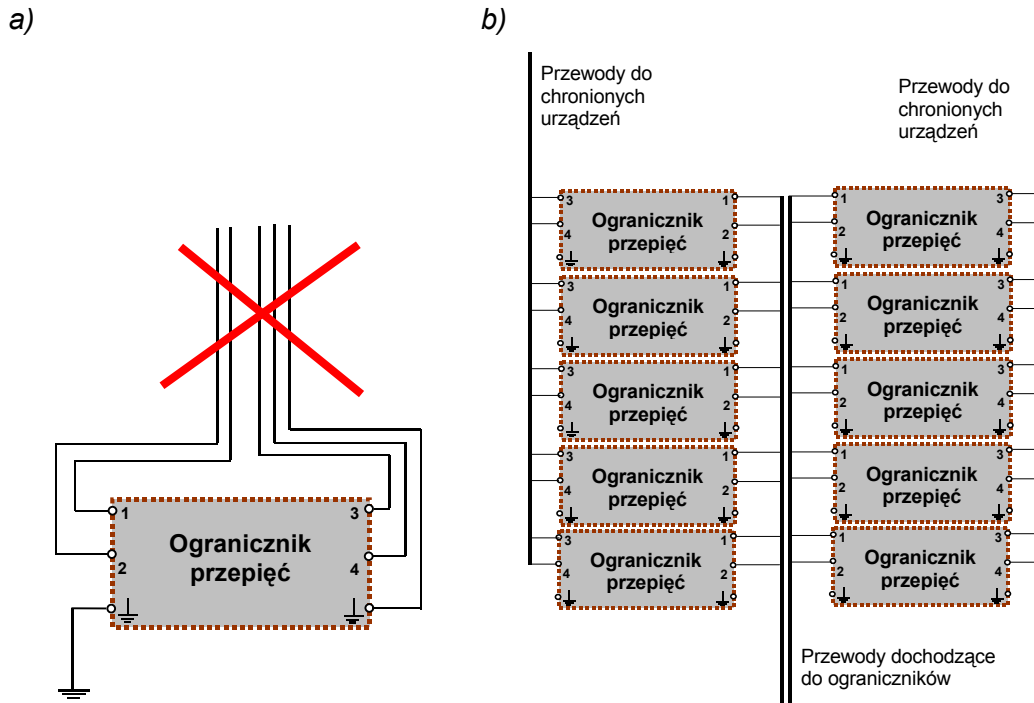 a)
1
3
Ogranicznik
przepięć
2
4
b)
Przewody do
chronionych
urządzeń
Przewody do
chronionych
urządzeń
3
1
Ogranicznik
przepięć
4
2
3
1
Ogranicznik
przepięć
4
2
3
1
Ogranicznik
przepięć
4
2
3
1
Ogranicznik
przepięć
4
2
3
1
Ogranicznik
przepięć
4
2
1
3
Ogranicznik
przepięć
2
4
1
3
Ogranicznik
przepięć
2
4
1
3
Ogranicznik
przepięć
2
4
1
3
Ogranicznik
przepięć
2
4
1
3
Ogranicznik
przepięć
2
4
Przewody dochodzące
do ograniczników